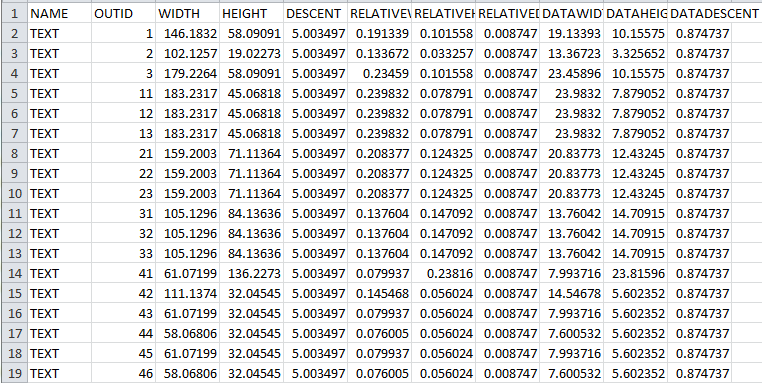 1 NAME OUTID WIDTH HEIGHT DESCENT RELATIVEW RELATIVEH RELATIVED DATAWIDT DATAHEIG DATADESCENT
2 TEXT 1 146.1832 58.09091 5.003497 0.191339 0.101558 0.008747 19.13393 10.15575 0.874737
3 TEXT 2 102.1257 19.02273 5.003497 0.133672 0.033257 0.008747 13.36723 3.325652 0.874737
4 TEXT 3 179.2264 58.09091 5.003497 0.23459 0.101558 0.008747 23.45896 10.15575 0.874737
5 TEXT 11 183.2317 45.06818 5.003497 0.239832 0.078791 0.008747 23.9832 7.879052 0.874737
6 TEXT 12 183.2317 45.06818 5.003497 0.239832 0.078791 0.008747 23.9832 7.879052 0.874737
7 TEXT 13 183.2317 45.06818 5.003497 0.239832 0.078791 0.008747 23.9832 7.879052 0.874737
8 TEXT 21 159.2003 71.11364 5.003497 0.208377 0.124325 0.008747 20.83773 12.43245 0.874737
9 TEXT 22 159.2003 71.11364 5.003497 0.208377 0.124325 0.008747 20.83773 12.43245 0.874737
10 TEXT 23 159.2003 71.11364 5.003497 0.208377 0.124325 0.008747 20.83773 12.43245 0.874737
11 TEXT 31 105.1296 84.13636 5.003497 0.137604 0.147092 0.008747 13.76042 14.70915 0.874737
12 TEXT 32 105.1296 84.13636 5.003497 0.137604 0.147092 0.008747 13.76042 14.70915 0.874737
13 TEXT 33 105.1296 84.13636 5.003497 0.137604 0.147092 0.008747 13.76042 14.70915 0.874737
14 TEXT 41 61.07199 136.2273 5.003497 0.079937 0.23816 0.008747 7.993716 23.81596 0.874737
15 TEXT 42 111.1374 32.04545 5.003497 0.145468 0.056024 0.008747 14.54678 5.602352 0.874737
16 TEXT 43 61.07199 32.04545 5.003497 0.079937 0.056024 0.008747 7.993716 5.602352 0.874737
17 TEXT 44 58.06806 32.04545 5.003497 0.076005 0.056024 0.008747 7.600532 5.602352 0.874737
18 TEXT 45 61.07199 32.04545 5.003497 0.079937 0.056024 0.008747 7.993716 5.602352 0.874737
19 TEXT 46 58.06806 32.04545 5.003497 0.076005 0.056024 0.008747 7.600532 5.602352 0.874737